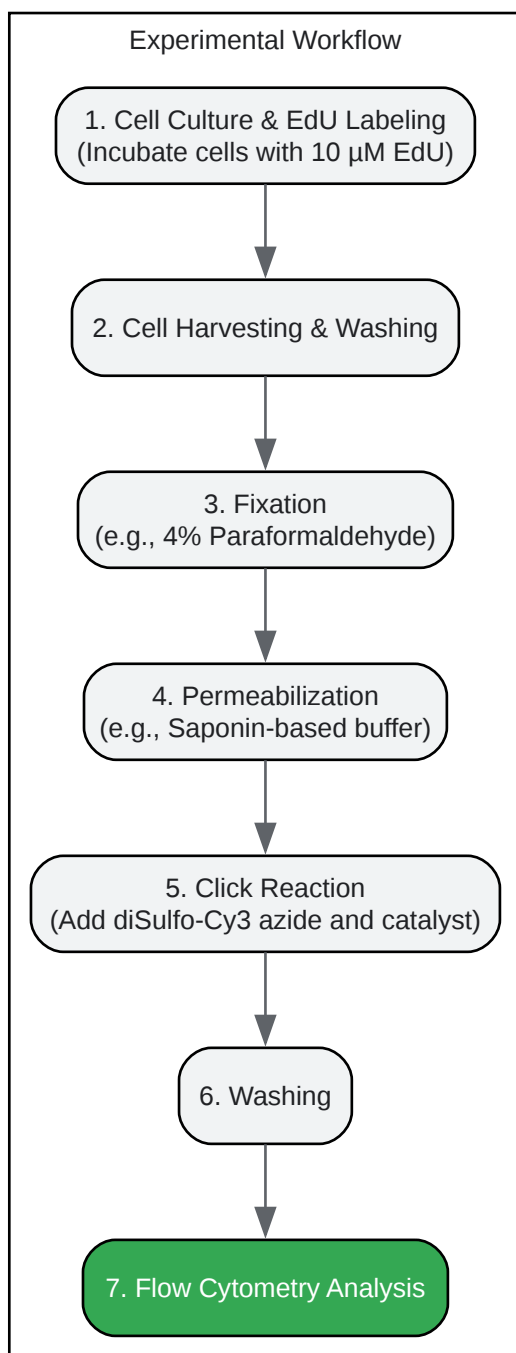 Experimental Workflow
1. Cell Culture & EdU Labeling
(Incubate cells with 10 µM EdU)
2. Cell Harvesting & Washing
3. Fixation
(e.g., 4% Paraformaldehyde)
4. Permeabilization
(e.g., Saponin-based buffer)
5. Click Reaction
(Add diSulfo-Cy3 azide and catalyst)
6. Washing
7. Flow Cytometry Analysis